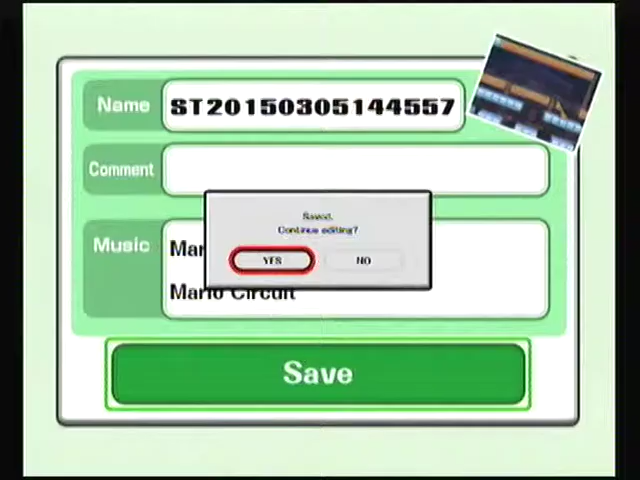 Name ST20150305144557
Comment
Saved.
Continue editing?
YES NO
Music Mar
Mario Circuit
Save